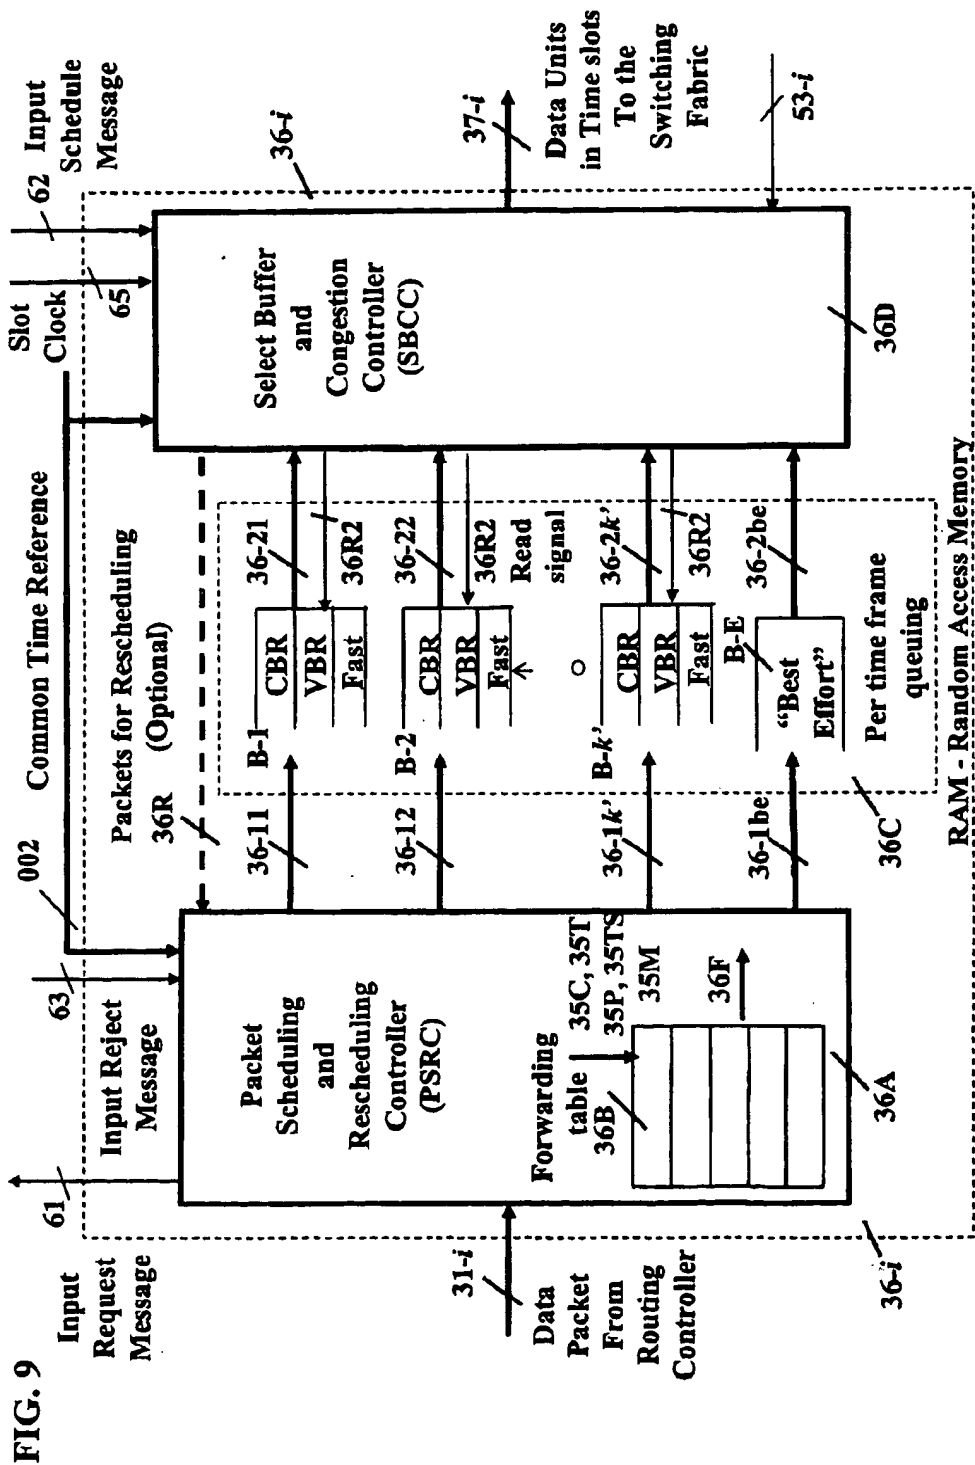 FIG. 9
Input
Request
Message
61
Input Reject
Message
63
002
Common Time Reference
Slot
Clock
65
62
Input
Schedule
Message
Packets for Rescheduling
(Optional)
36R
36-i
Data
Packet
From
Routing
Controller
31-i
Packet
Scheduling
and
Rescheduling
Controller
(PSRC)
Forwarding
table
36B
35C, 35T
35P, 35TS
35M
36F
36A
36-i
36-11
B-1
CBR
VBR
Fast
36-21
36R2
36-12
B-2
CBR
VBR
Fast
36-22
36R2
Read
signal
36-1k'
B-k'
CBR
VBR
Fast
36-2k'
36R2
36-1be
B-E
“Best
Effort”
36-2be
Per time frame
queuing
36C
Select Buffer
and
Congestion
Controller
(SBCC)
36D
37-i
Data Units
in Time slots
To the
Switching
Fabric
53-i
RAM - Random Access Memory